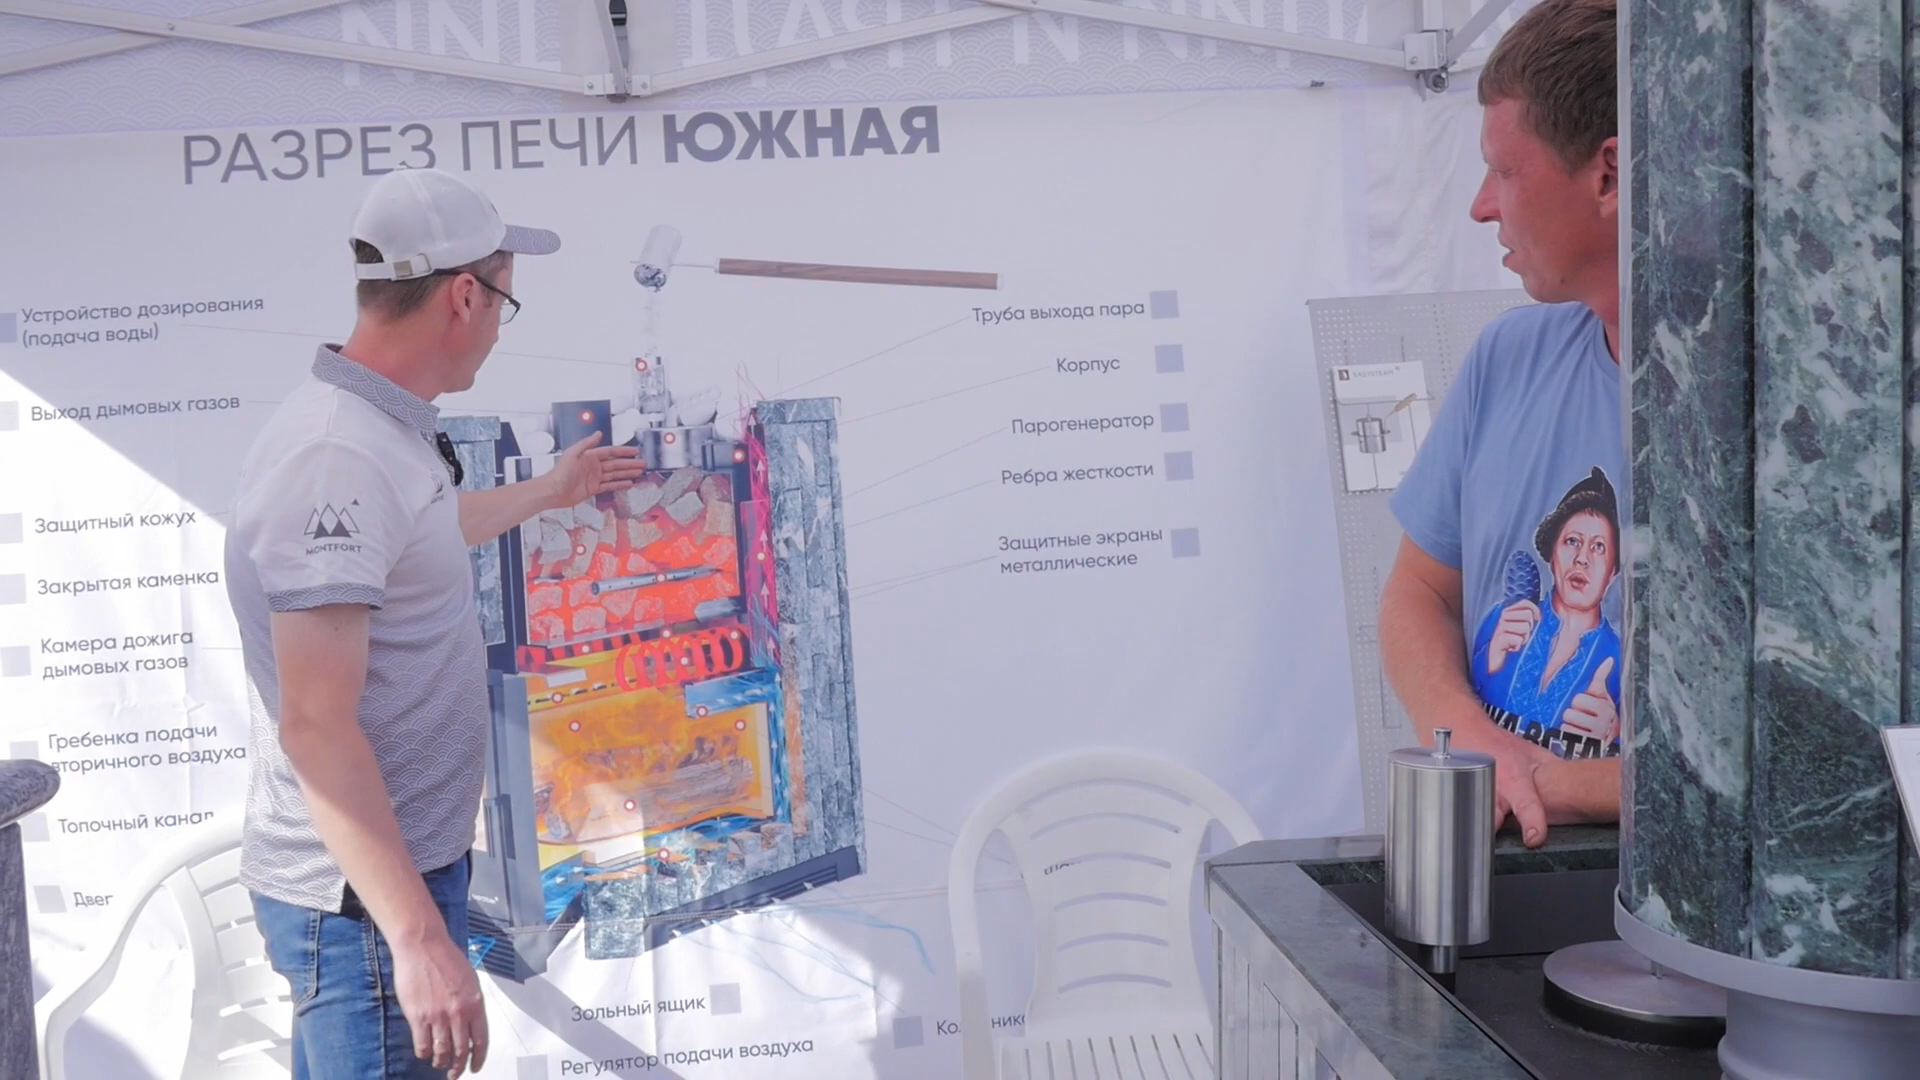 РАЗРЕЗ ПЕЧИ ЮЖНАЯ
Устройство дозирования
(подача воды)
Выход дымовых газов
Защитный кожух
Закрытая каменка
Камера дожига
дымовых газов
Гребенка подачи
вторичного воздуха
Топочный канал
Труба выхода пара
Корпус
Парогенератор
Ребра жесткости
Защитные экраны
металлические
Зольный ящик
Регулятор подачи воздуха
MONTFORT
EASYSTEAM